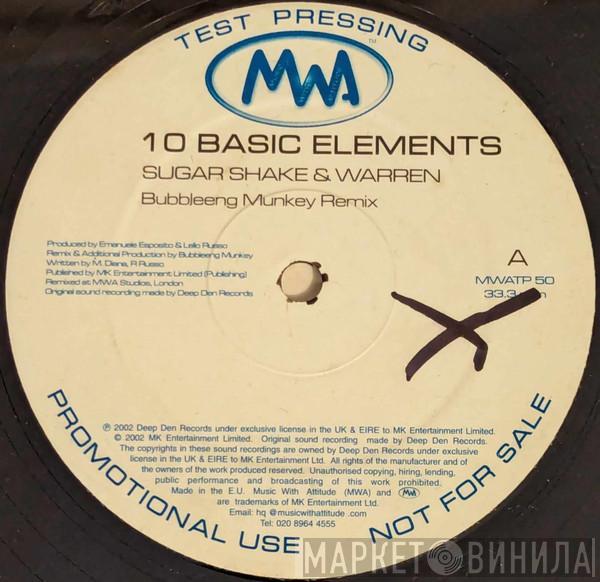 TEST PRESSING
MWA
TM
10 BASIC ELEMENTS
SUGAR SHAKE & WARREN
Bubbleeng Munkey Remix
Produced by Emanuele Esposito & Lello Russo
Remix & Additional Production by Bubbleeng Munkey
Written by M. Diana, R Russo
Published by MK Entertainment Limited (Publishing)
Remixed at MWA Studios, London
Original sound recording made by Deep Den Records
A
MWATP 50
33.3
℗ 2002 Deep Den Records under exclusive license in the UK & EIRE to MK Entertainment Limited.
© 2002 MK Entertainment Limited. Original sound recording made by Deep Den Records.
The copyrights in these sound recordings are owned by Deep Den Records under exclusive
license in the UK & EIRE to MK Entertainment Ltd. All rights of the manufacturer and of
the owners of the work produced reserved. Unauthorised copying, hiring, lending,
public performance and broadcasting of this work prohibited.
Made in the E.U. Music With Attitude (MWA) and MWA
are trademarks of MK Entertainment Ltd.
Email: hq @musicwithattitude .com
Tel: 020 8964 4555
PROMOTIONAL USE
NOT FOR SALE
МАРКЕТ ВИНИЛА